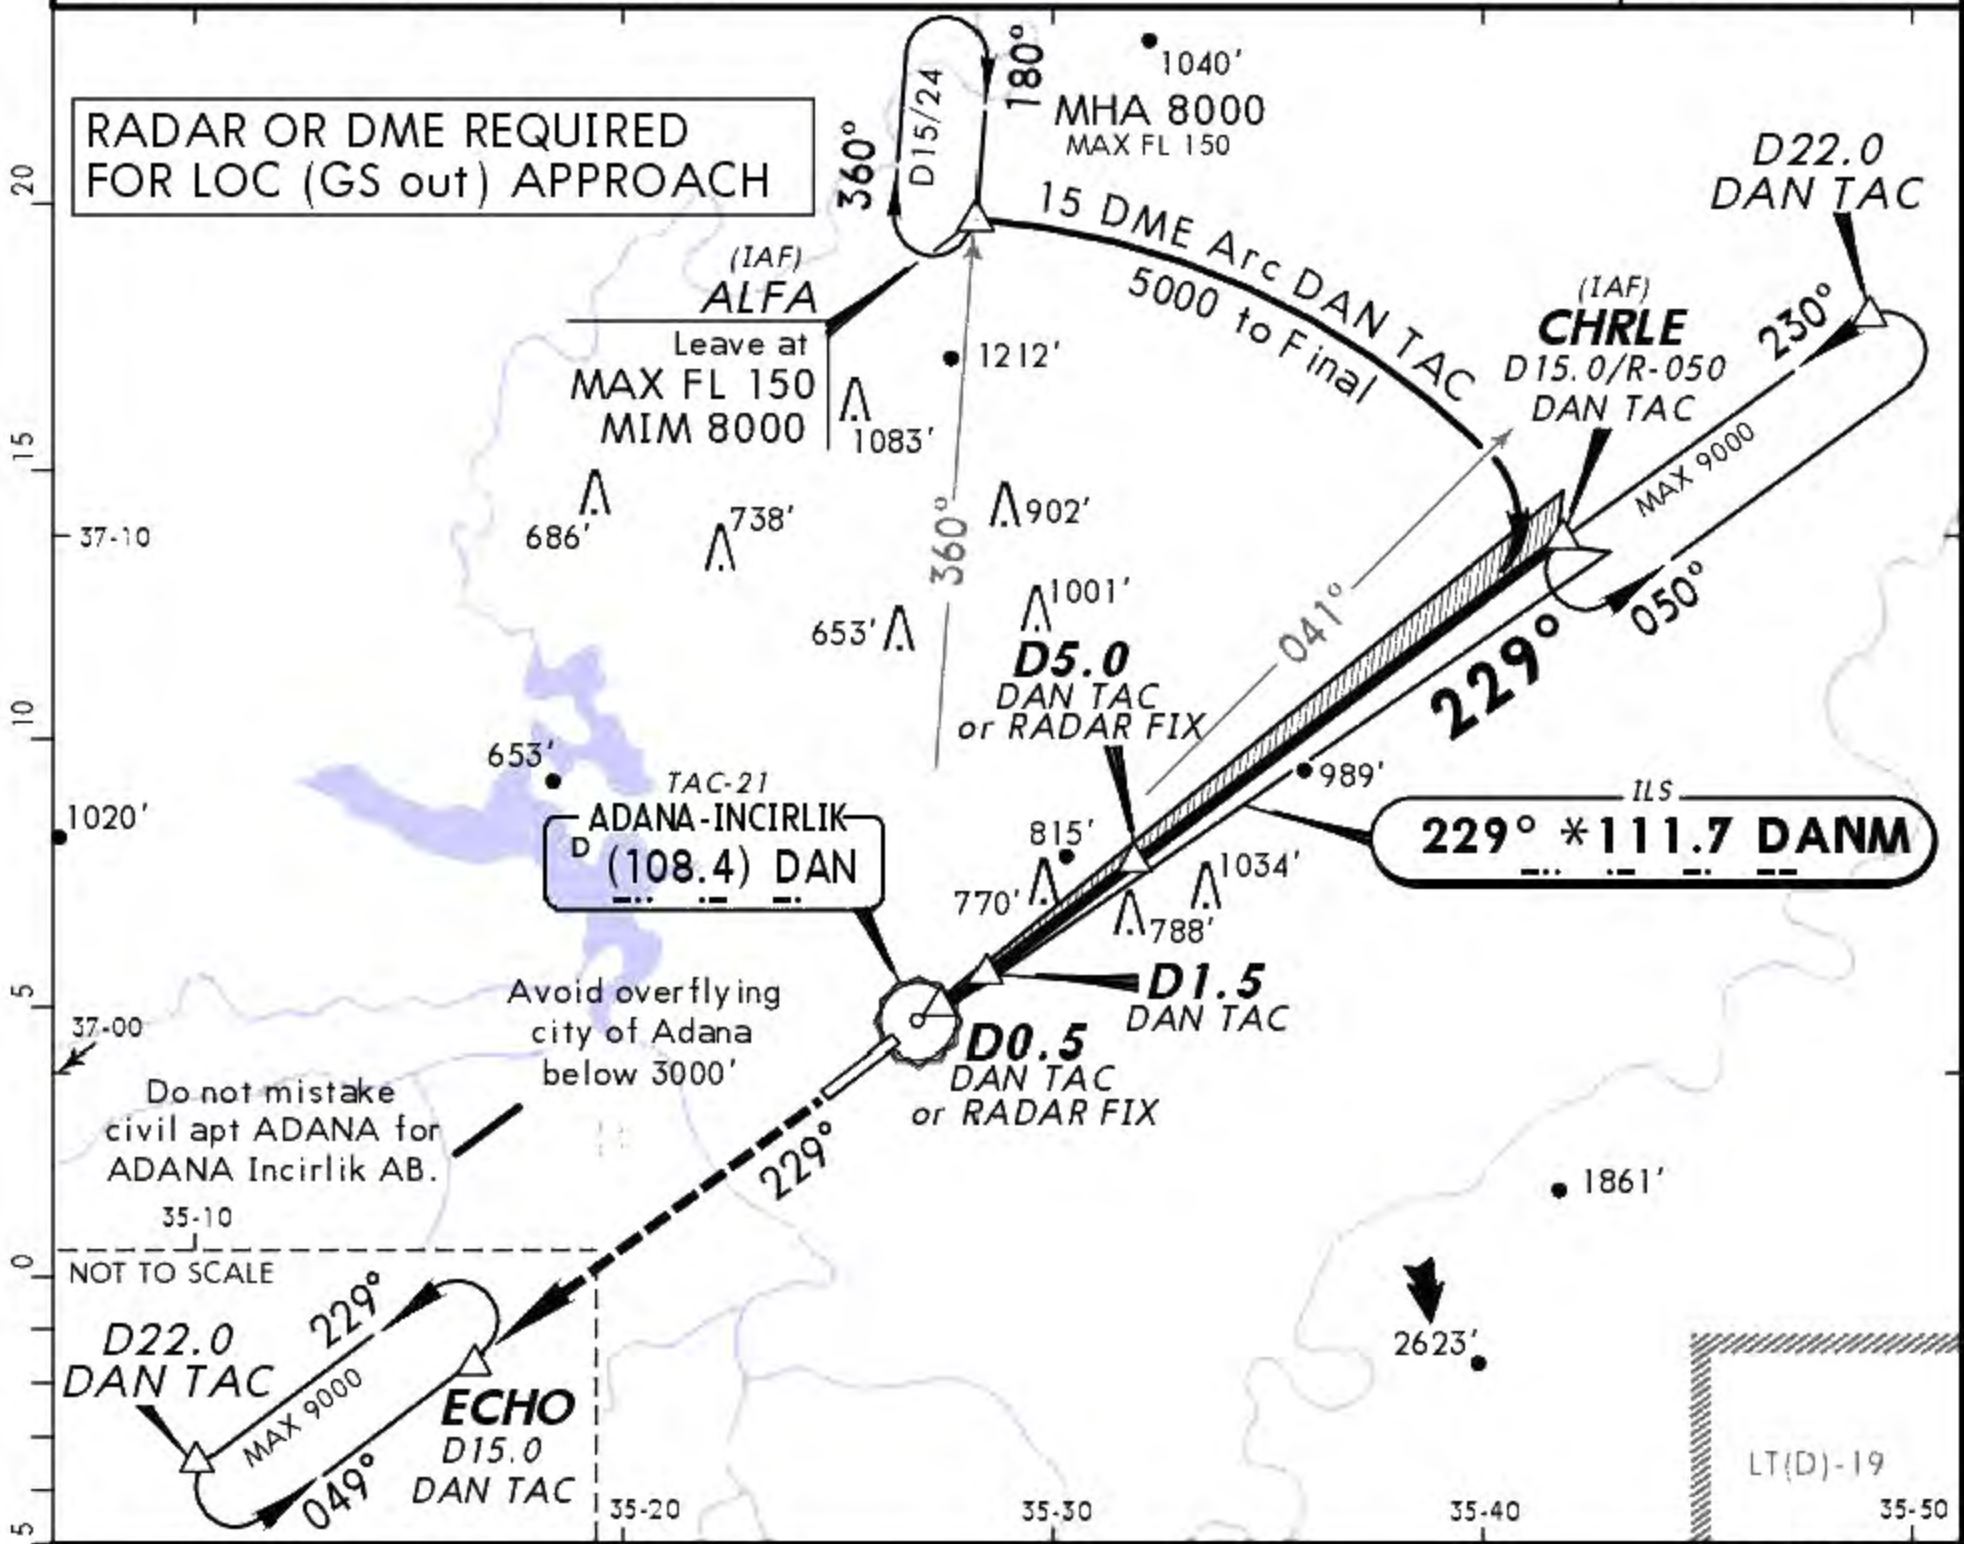 RADAR OR DME REQUIRED
FOR LOC (GS out) APPROACH
360°
D15/24
180°
1040'
MHA 8000
MAX FL 150
D22.0
DAN TAC
15 DME Arc DAN TAC
5000 to Final
(IAF)
ALFA
Leave at
MAX FL 150
MIM 8000
1212'
1083'
(IAF)
CHRLE
D15.0/R-050
DAN TAC
230°
MAX 9000
050°
20
15
10
5
0
5
37-10
686'
738'
902'
360°
1001'
653'
041°
229°
D5.0
DAN TAC
or RADAR FIX
653'
1020'
TAC-21
ADANA-INCIRLIK
D (108.4) DAN
815'
770'
788'
1034'
989'
ILS
229° *111.7 DANM
D1.5
DAN TAC
D0.5
DAN TAC
or RADAR FIX
Avoid overflying
city of Adana
below 3000'
37-00
Do not mistake
civil apt ADANA for
ADANA Incirlik AB.
35-10
229°
1861'
2623'
NOT TO SCALE
D22.0
DAN TAC
229°
MAX 9000
049°
ECHO
D15.0
DAN TAC
35-20
35-30
35-40
35-50
LT(D)-19